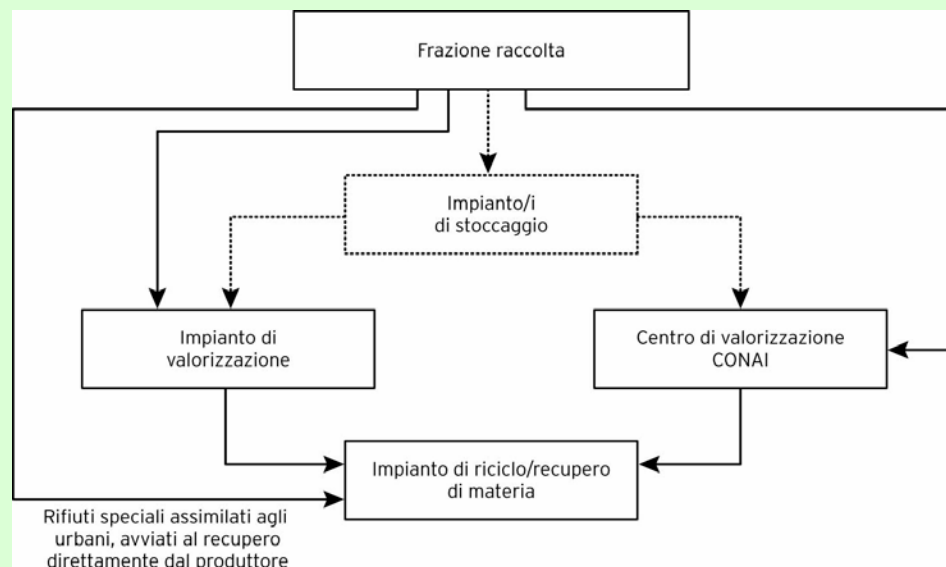 Frazione raccolta
Impianto/i
di stoccaggio
Impianto di
valorizzazione
Centro di valorizzazione
CONAI
Impianto di riciclo/recupero
di materia
Rifiuti speciali assimilati agli
urbani, avviati al recupero
direttamente dal produttore